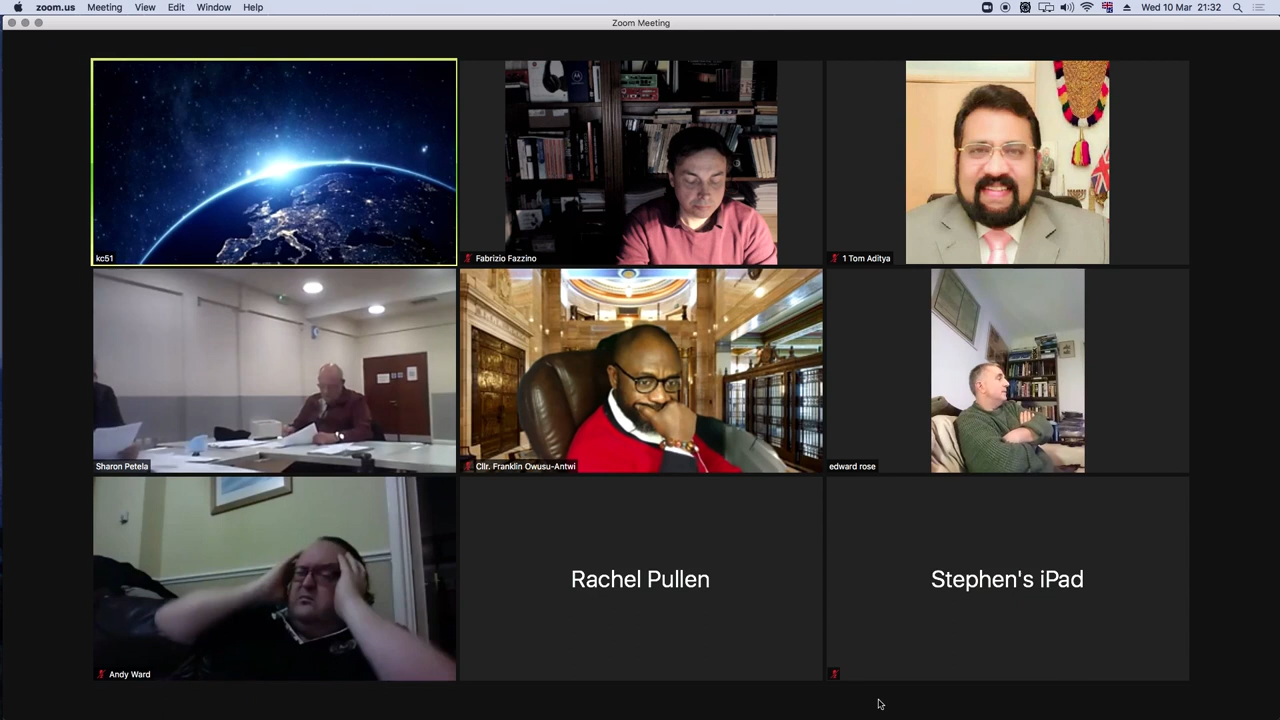 zoom.us Meeting View Edit Window Help Wed 10 Mar 21:32
Zoom Meeting
kc51
Fabrizio Fazzino
1 Tom Aditya
Sharon Petela
Cllr. Franklin Owusu-Antwi
edward rose
Andy Ward
Rachel Pullen
Stephen's iPad